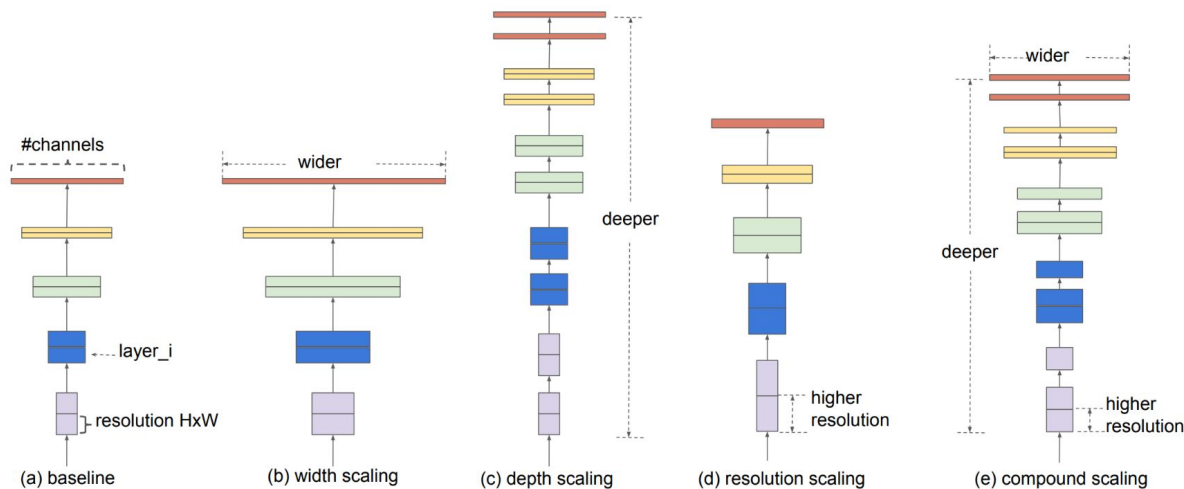 #channels
layer_i
resolution HxW
(a) baseline
wider
(b) width scaling
deeper
(c) depth scaling
higher
resolution
(d) resolution scaling
wider
deeper
higher
resolution
(e) compound scaling